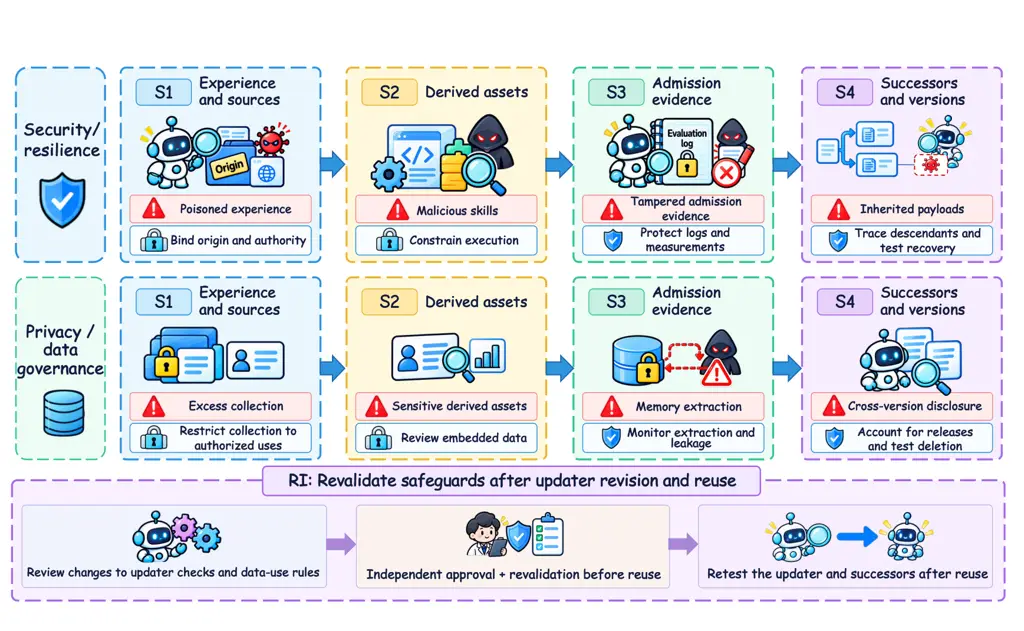 Security/
resilience
S1
Experience
and sources
Origin
Poisoned experience
Bind origin and authority
S2
Derived assets
</>
Malicious skills
Constrain execution
S3
Admission
evidence
Evaluation
log
Tampered admission
evidence
Protect logs and
measurements
S4
Successors
and versions
Inherited payloads
Trace descendants and
test recovery
Privacy /
data
governance
S1
Experience
and sources
Excess collection
Restrict collection to
authorized uses
S2
Derived assets
Sensitive derived assets
Review embedded data
S3
Admission
evidence
Memory extraction
Monitor extraction and
leakage
S4
Successors
and versions
Cross-version disclosure
Account for releases
and test deletion
RI: Revalidate safeguards after updater revision and reuse
Review changes to updater checks and data-use rules
Independent approval + revalidation before reuse
Retest the updater and successors after reuse